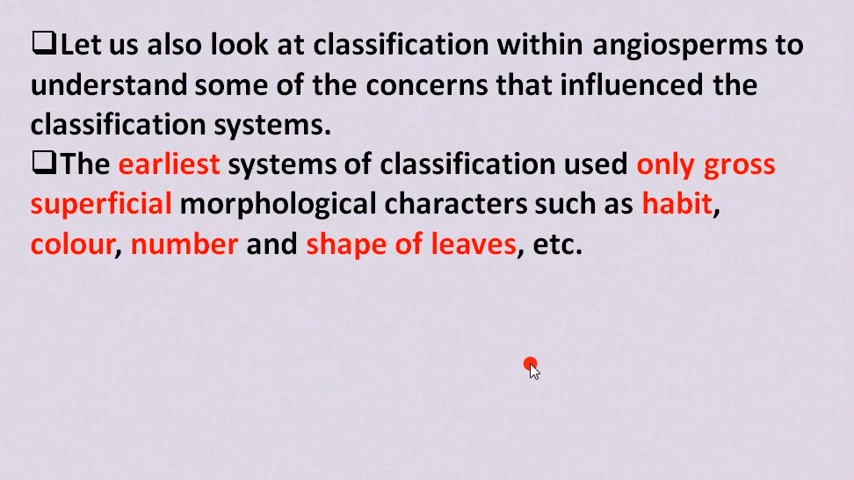 ❑Let us also look at classification within angiosperms to
understand some of the concerns that influenced the
classification systems.
❑The earliest systems of classification used only gross
superficial morphological characters such as habit,
colour, number and shape of leaves, etc.